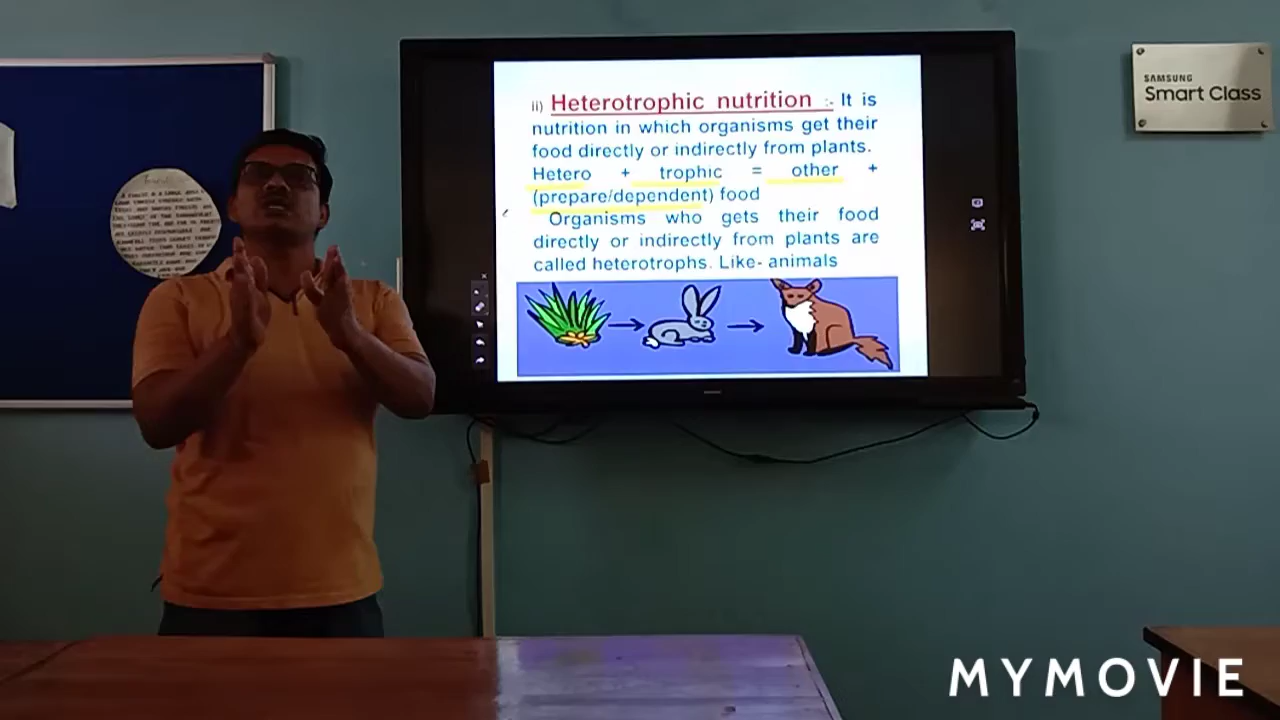 ii) Heterotrophic nutrition :- It is
nutrition in which organisms get their
food directly or indirectly from plants.
Hetero + trophic = other +
(prepare/dependent) food
Organisms who gets their food
directly or indirectly from plants are
called heterotrophs. Like- animals
SAMSUNG
Smart Class
MYMOVIE